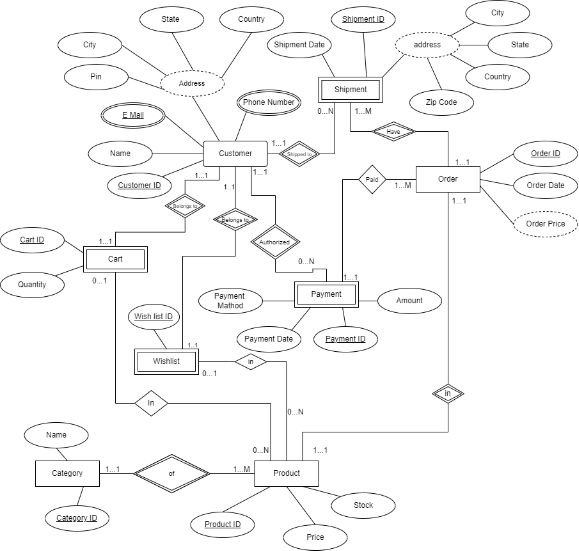 City
Shipment ID
State
Country
Shipment Date
address
State
City
Address
Country
Pin
Shipment
Zip Code
Phone Number
0...N
1...M
E Mail
Have
Customer
1...1
Shipped to
Order ID
Name
1...1
1...1
1...1
Paid
1...M
Order
Order Date
Customer ID
1...1
1 1
1...1
Belongs to
Belongs to
Order Price
Cart ID
1...1
Authorized
Cart
0...N
0...1
1...1
Quantity
Payment
Payment
Mathod
Amount
Wish list ID
Payment Date
Payment ID
1...1
Wishlist
In
0...1
In
In
0...N
Name
0...N
1...1
Category
1...1
of
1...M
Product
Stock
Category ID
Product ID
Price